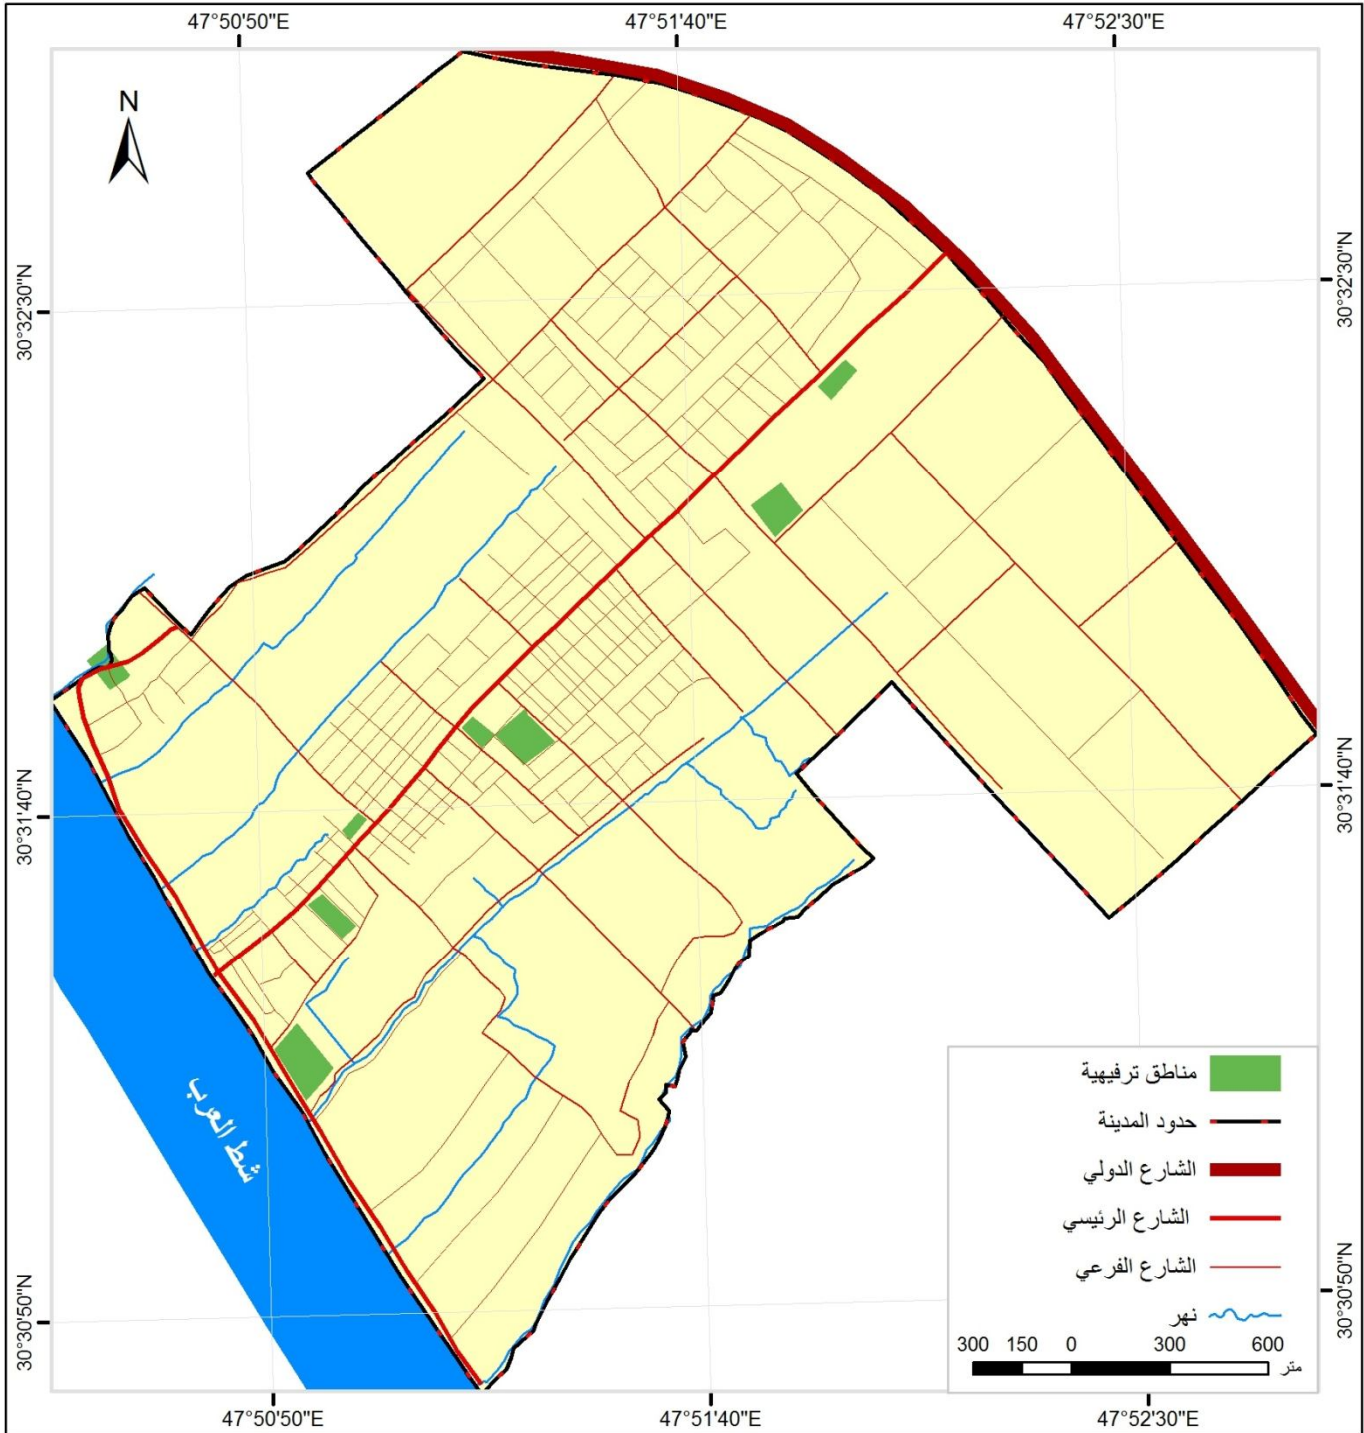 47°50'50"E
47°51'40"E
47°52'30"E
N
30°32'30"N
30°32'30"N
30°31'40"N
30°31'40"N
شط العرب
مناطق ترفيهية
حدود المدينة
الشارع الدولي
الشارع الرئيسي
الشارع الفرعي
نهر
300 150 0 300 600
متر
30°30'50"N
30°30'50"N
47°50'50"E
47°51'40"E
47°52'30"E